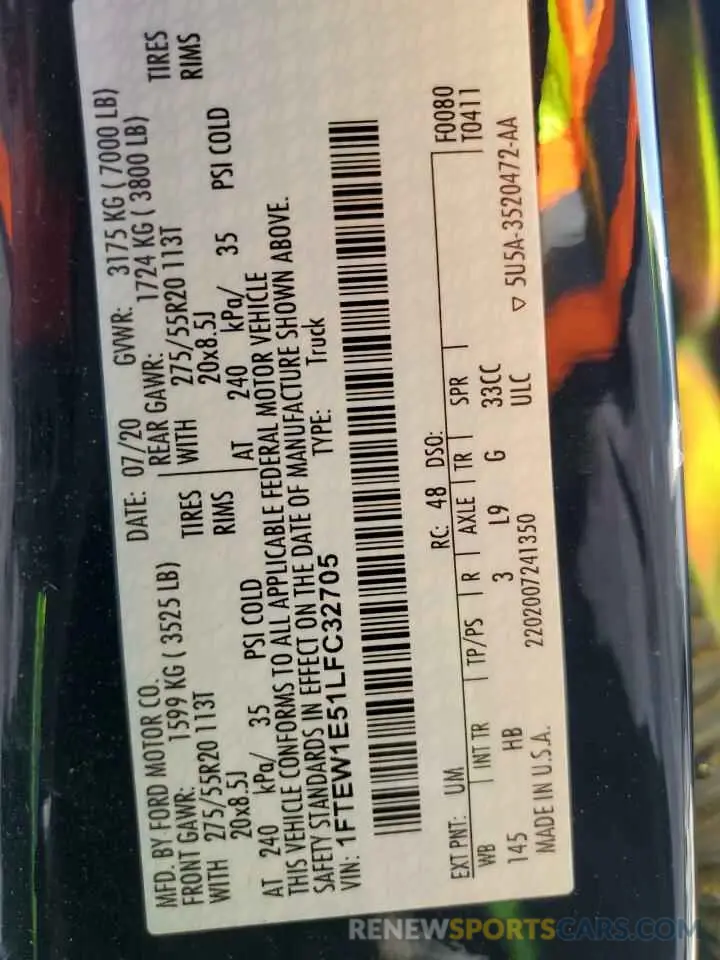 MFD. BY FORD MOTOR CO.
DATE: 07/20
GVWR: 3175 KG ( 7000 LB)
FRONT GAWR: 1599 KG ( 3525 LB)
REAR GAWR: 1724 KG ( 3800 LB)
WITH 275/55R20 113T TIRES
WITH 275/55R20 113T TIRES
20x8.5J RIMS
20x8.5J RIMS
AT 240 kPa/ 35 PSI COLD
AT 240 kPa/ 35 PSI COLD
THIS VEHICLE CONFORMS TO ALL APPLICABLE FEDERAL MOTOR VEHICLE
SAFETY STANDARDS IN EFFECT ON THE DATE OF MANUFACTURE SHOWN ABOVE.
VIN: 1FTEW1E51LFC32705
TYPE: Truck
F0080
T0411
EXT PNT: UM RC: 48 DSO:
WB INT TR TP/PS R AXLE TR SPR
145 HB 3 L9 G 33CC
ULC
MADE IN U.S.A. 2202007241350
▽ 5U5A-3520472-AA
RENEWSPORTSCARS.COM